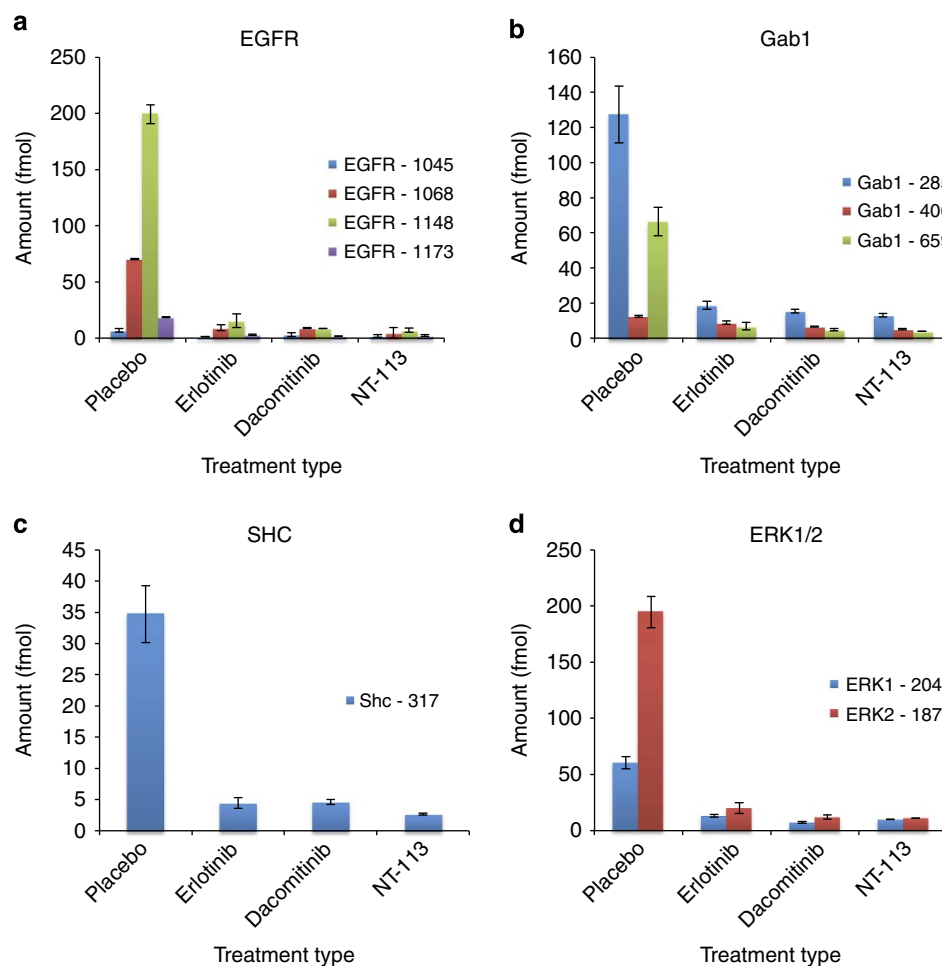 a
EGFR
250
200
150
100
50
0
Amount (fmol)
EGFR - 1045
EGFR - 1068
EGFR - 1148
EGFR - 1173
Placebo
Erlotinib
Dacomitinib
NT-113
Treatment type
b
Gab1
160
140
120
100
80
60
40
20
0
Amount (fmol)
Gab1 - 
Gab1 - 
Gab1 - 
Placebo
Erlotinib
Dacomitinib
NT-113
Treatment type
c
SHC
45
40
35
30
25
20
15
10
5
0
Amount (fmol)
Shc - 317
Placebo
Erlotinib
Dacomitinib
NT-113
Treatment type
d
ERK1/2
250
200
150
100
50
0
Amount (fmol)
ERK1 - 204
ERK2 - 187
Placebo
Erlotinib
Dacomitinib
NT-113
Treatment type